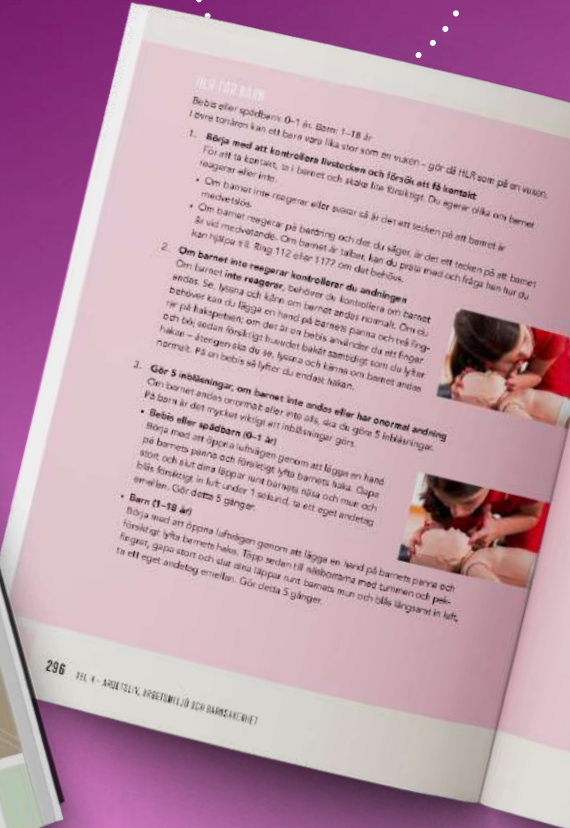 HLR FÖR BARN
Bebis eller spädbarn: 0–1 år. Barn: 1–18 år
I övre tonåren kan ett barn vara lika stor som en vuxen – gör då HLR som på en vuxen.
1. Börja med att kontrollera livstecken och försök att få kontakt
För att få kontakt, ta i barnet och skaka lite försiktigt. Du agerar olika om barnet
reagerar eller inte.
• Om barnet inte reagerar eller svarar så är det ett tecken på att barnet är
medvetslös.
• Om barnet reagerar på beröring och det du säger, är det ett tecken på att barnet
är vid medvetande. Om barnet är talbar, kan du prata med och fråga hen hur du
kan hjälpa till. Ring 112 eller 1177 om det behövs.
2. Om barnet inte reagerar kontrollerar du andningen
Om barnet inte reagerar, behöver du kontrollera om barnet
andas. Se, lyssna och känn om barnet andas normalt. Om du
behöver kan du lägga en hand på barnets panna och två fing-
rar på hakspetsen; om det är en bebis använder du ett finger
och böj sedan försiktigt huvudet bakåt samtidigt som du lyfter
hakan – återigen ska du se, lyssna och känna om barnet andas
normalt. På en bebis så lyfter du endast hakan.
3. Gör 5 inblåsningar, om barnet inte andas eller har onormal andning
Om barnet andas onormalt eller inte alls, ska du göra 5 inblåsningar.
På barn är det mycket viktigt att inblåsningar görs.
• Bebis eller spädbarn (0–1 år)
Börja med att öppna luftvägen genom att lägga en hand
på barnets panna och försiktigt lyfta barnets haka. Gapa
stort och slut dina läppar runt barnets näsa och mun och
blås försiktigt in luft under 1 sekund, ta ett eget andetag
emellan. Gör detta 5 gånger.
• Barn (1–18 år)
Börja med att öppna luftvägen genom att lägga en hand på barnets panna och
försiktigt lyfta barnets haka. Täpp sedan till näsborrarna med tummen och pek-
fingret, gapa stort och slut dina läppar runt barnets mun och blås långsamt in luft,
ta ett eget andetag emellan. Gör detta 5 gånger.
296 DEL 4 – ARBETSLIV, ARBETSMILJÖ OCH BARNSÄKERHET